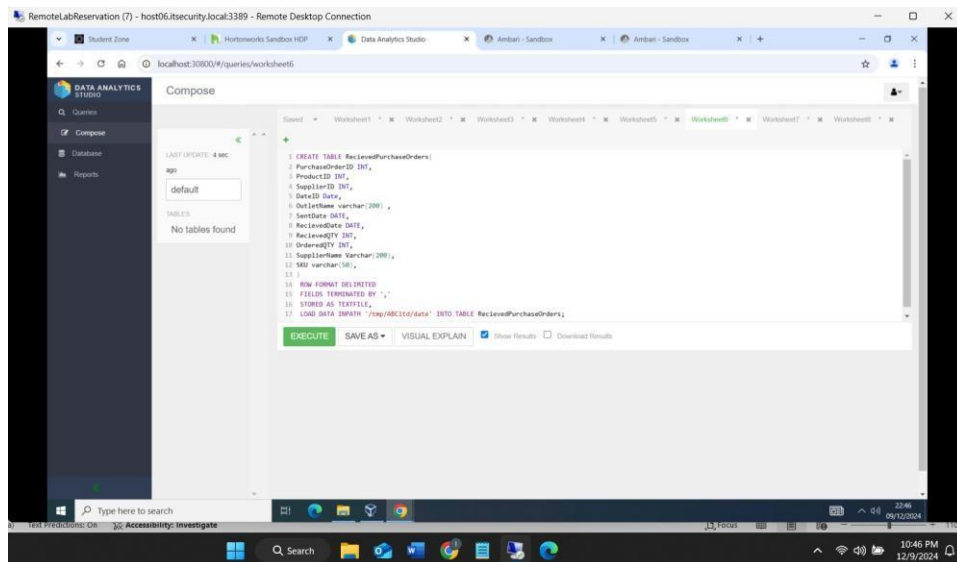 RemoteLabReservation (7) - host06.itsecurity.local:3389 - Remote Desktop Connection
Student Zone Hortonworks Sandbox HDP Data Analytics Studio Ambari - Sandbox Ambari - Sandbox
localhost:30800/#/queries/worksheet6
DATA ANALYTICS
STUDIO
Compose
Queries
Compose
Database
Reports
LAST UPDATE: 4 sec
ago
default
TABLES
No tables found
Saved Worksheet1 * Worksheet2 * Worksheet3 * Worksheet4 * Worksheet5 * Worksheet6 * Worksheet7 * Worksheet8 *
1 CREATE TABLE RecievedPurchaseOrders(
2 PurchaseOrderID INT,
3 ProductID INT,
4 SupplierID INT,
5 DateID Date,
6 OutletName varchar(200) ,
7 SentDate DATE,
8 RecievedDate DATE,
9 RecievedQTY INT,
10 OrderedQTY INT,
11 SupplierName Varchar(200),
12 SKU varchar(50),
13 )
14 ROW FORMAT DELIMITED
15 FIELDS TERMINATED BY ','
16 STORED AS TEXTFILE,
17 LOAD DATA INPATH '/tmp/ABCltd/date' INTO TABLE RecievedPurchaseOrders;
EXECUTE SAVE AS VISUAL EXPLAIN Show Results Download Results
Type here to search
22:46
09/12/2024
Text Predictions: On Accessibility: Investigate Focus
Search
10:46 PM
12/9/2024